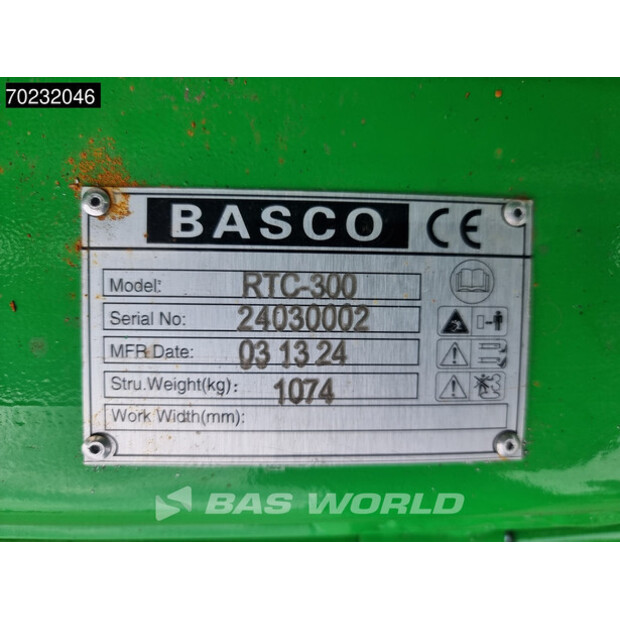 70232046
BASCO CE
Model: RTC-300
Serial No: 24030002
MFR Date: 03 13 24
Stru.Weight(kg): 1074
Work Width(mm):
BAS WORLD